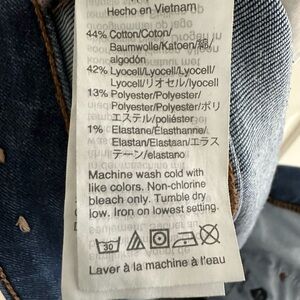 Hecho en Vietnam
44% Cotton/Coton/
Baumwolle/Katoen/綿/
algodón
42% Lyocell/Lyocell/Lyocell/
Lyocell/リオセル/lyocell
13% Polyester/Polyester/
Polyester/Polyester/ポリ
エステル/poliéster
1% Elastane/Élasthanne/
Elastan/Elastaan/エラス
テーン/elastano
Machine wash cold with
like colors. Non-chlorine
bleach only. Tumble dry
low. Iron on lowest setting.
30
Laver à la machine à l'eau